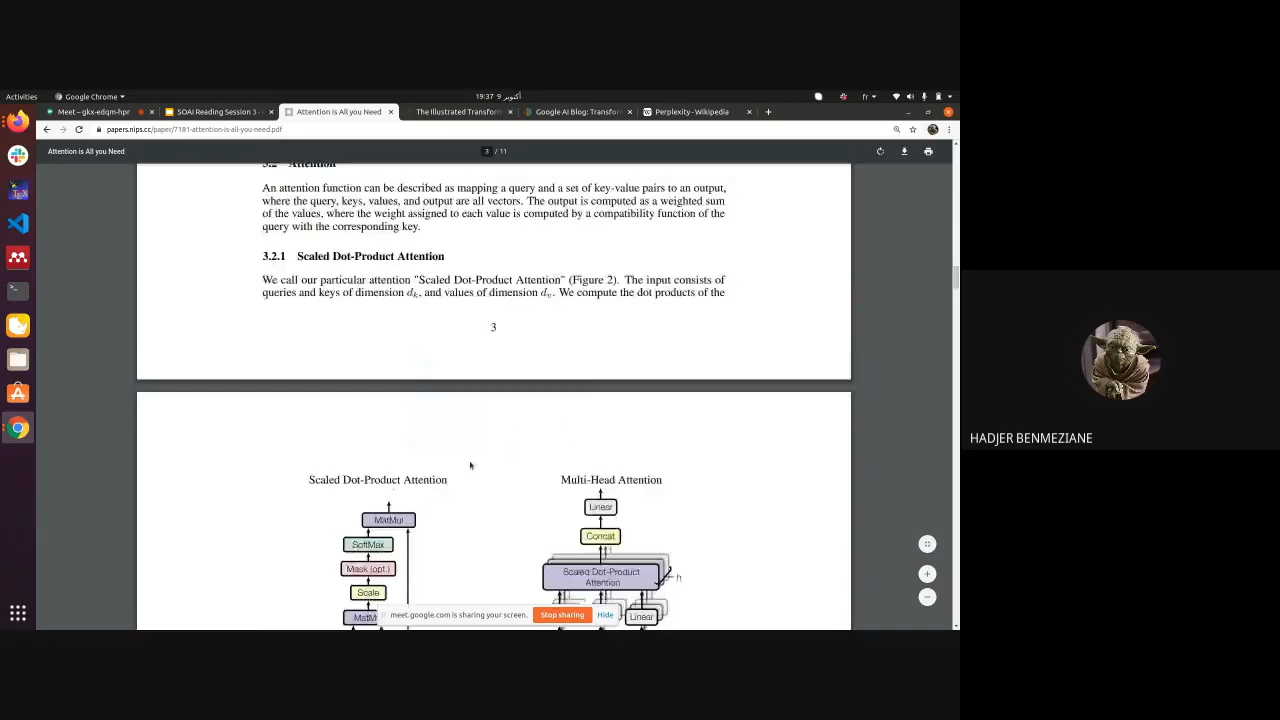 Activities
Google Chrome
19:37 9 أكتوبر
fr
Meet – gkx-edqm-hpr
SOAI Reading Session 3 -
Attention is All you Need
The Illustrated Transform
Google AI Blog: Transfor
Perplexity - Wikipedia
papers.nips.cc/paper/7181-attention-is-all-you-need.pdf
Attention is All you Need
3 / 11
3.2 Attention
An attention function can be described as mapping a query and a set of key-value pairs to an output,
where the query, keys, values, and output are all vectors. The output is computed as a weighted sum
of the values, where the weight assigned to each value is computed by a compatibility function of the
query with the corresponding key.
3.2.1 Scaled Dot-Product Attention
We call our particular attention "Scaled Dot-Product Attention" (Figure 2). The input consists of
queries and keys of dimension dk, and values of dimension dv. We compute the dot products of the
3
Scaled Dot-Product Attention
MatMul
SoftMax
Mask (opt.)
Scale
MatMu
Multi-Head Attention
Linear
Concat
Scaled Dot-Product
Attention
h
Linear
meet.google.com is sharing your screen.
Stop sharing
Hide
HADJER BENMEZIANE